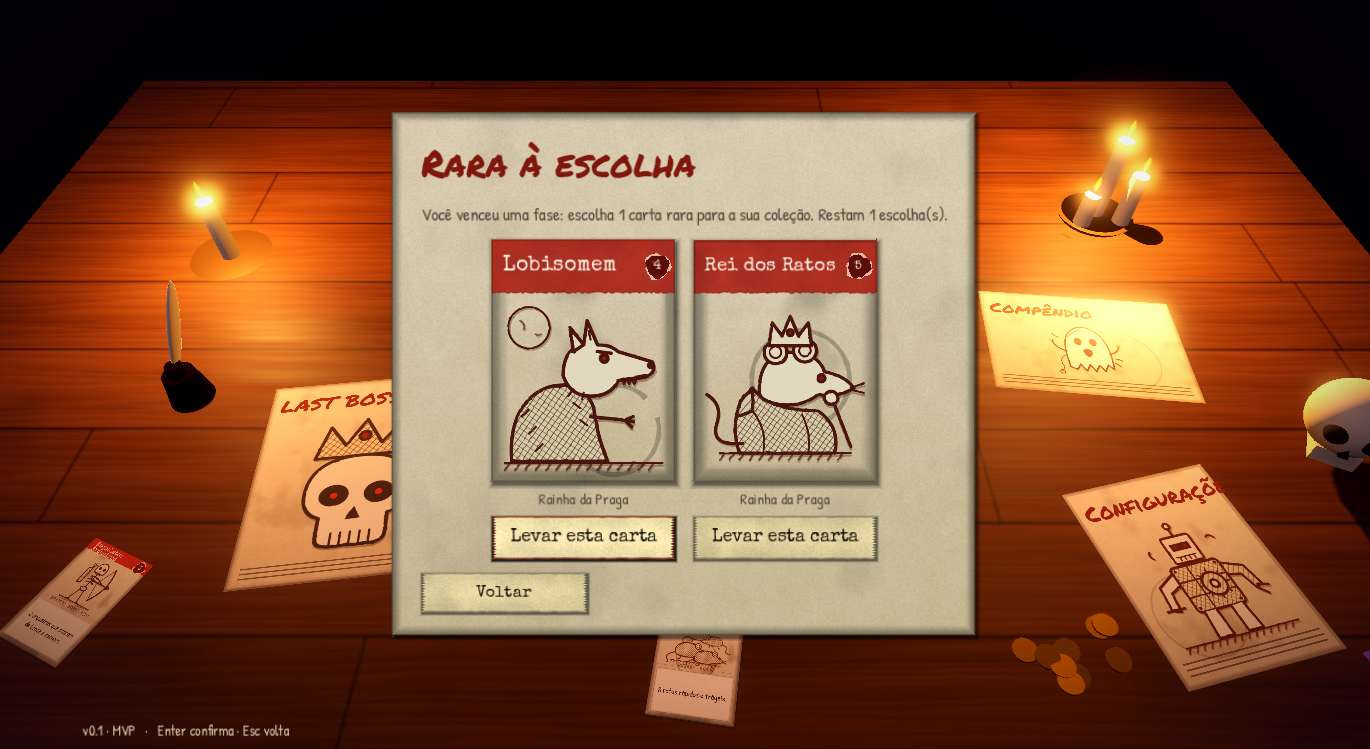 Rara à escolha
Você venceu uma fase: escolha 1 carta rara para a sua coleção. Restam 1 escolha(s).
Lobisomem 4
Rei dos Ratos 5
Rainha da Praga
Rainha da Praga
Levar esta carta
Levar esta carta
Voltar
Compêndio
Last Bos
Configuraçõ
v0.1 · MVP · Enter confirma · Esc volta